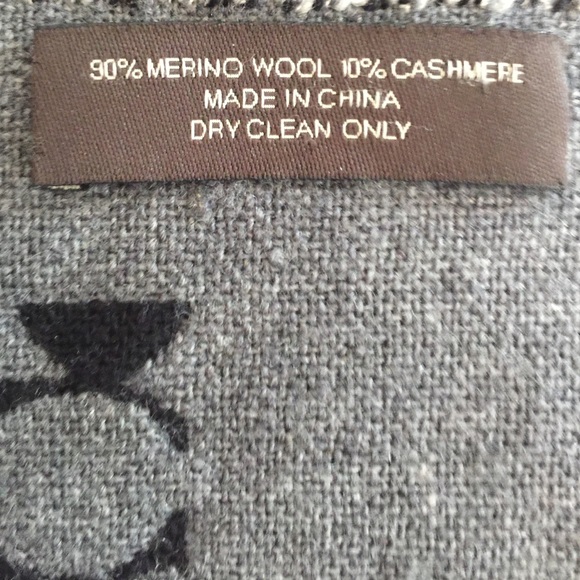 90% MERINO WOOL 10% CASHMERE
MADE IN CHINA
DRY CLEAN ONLY